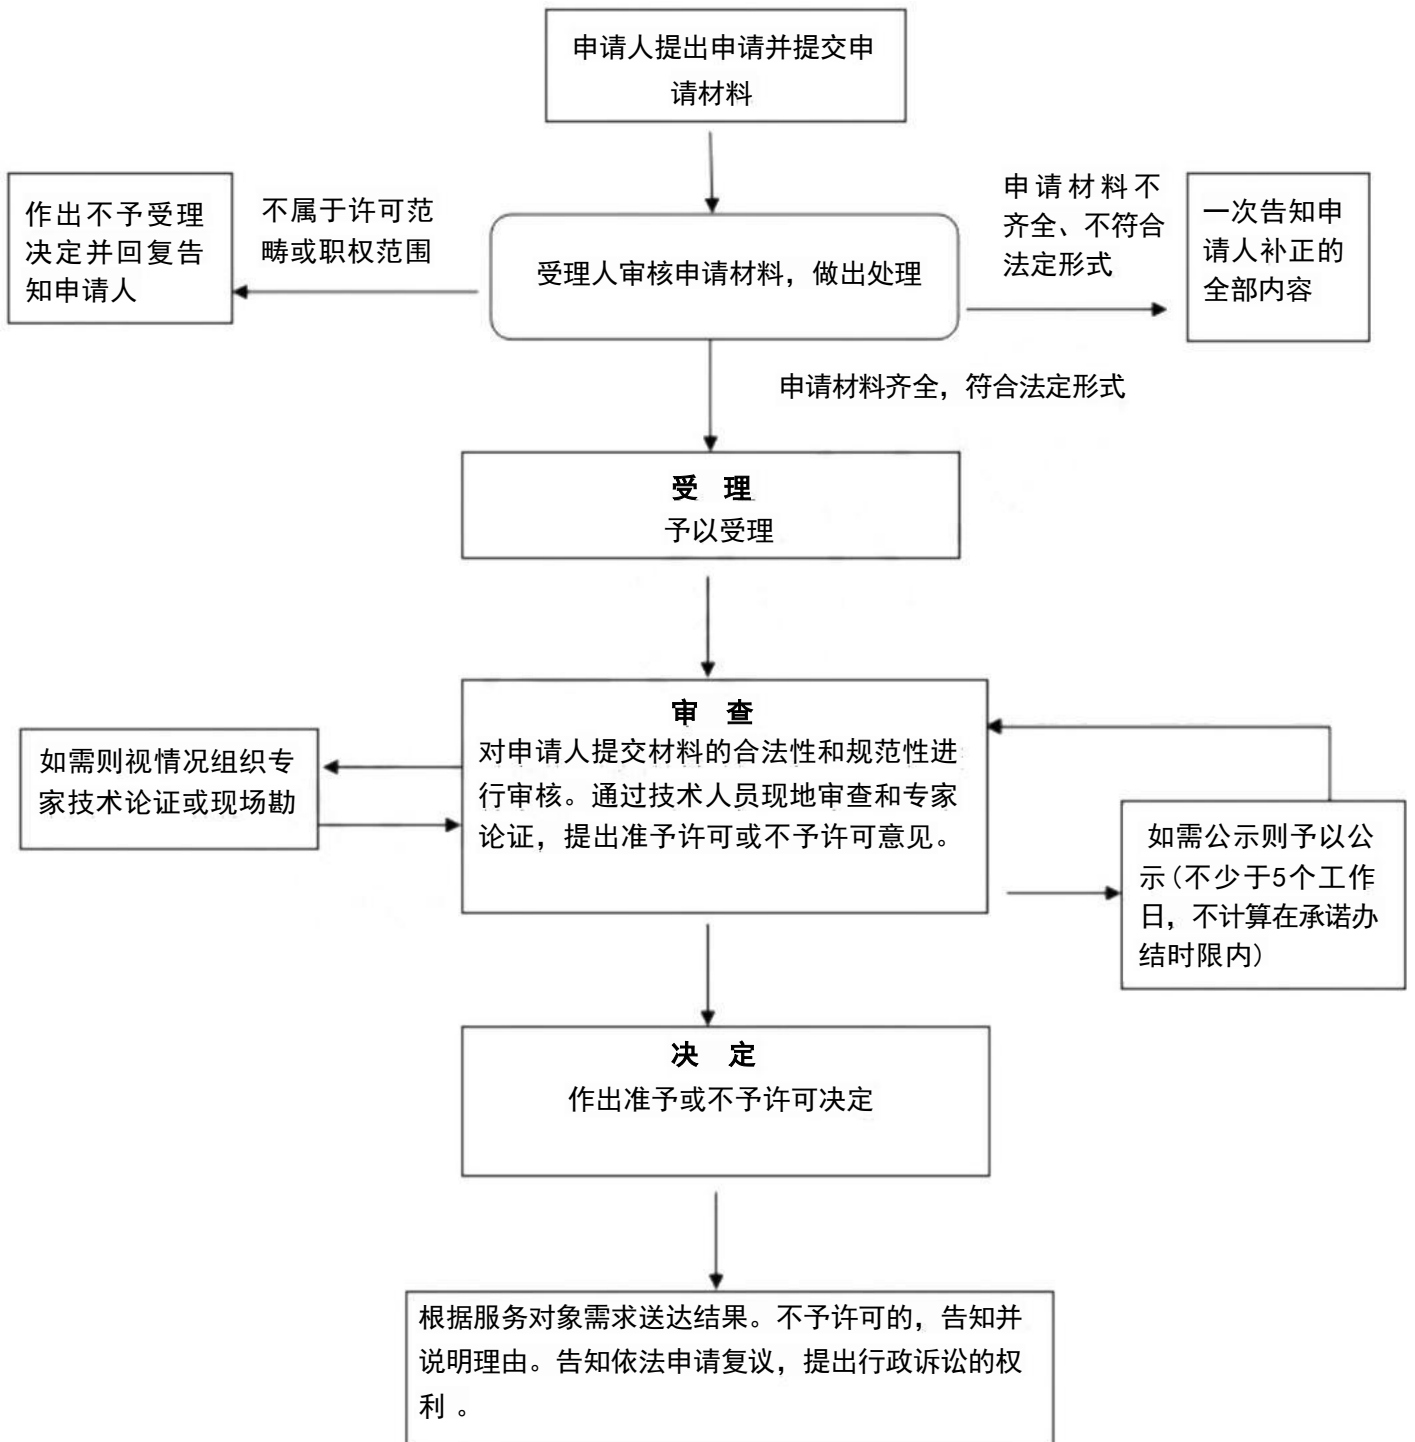 申请人提出申请并提交申
请材料
作出不予受理
决定并回复告
知申请人
不属于许可范
畴或职权范围
受理人审核申请材料，做出处理
申请材料不
齐全、不符合
法定形式
一次告知申
请人补正的
全部内容
申请材料齐全，符合法定形式
受 理
予以受理
审 查
对申请人提交材料的合法性和规范性进
行审核。通过技术人员现地审查和专家
论证，提出准予许可或不予许可意见。
如需则视情况组织专
家技术论证或现场勘
如需公示则予以公
示(不少于5个工作
日，不计算在承诺办
结时限内)
决 定
作出准予或不予许可决定
根据服务对象需求送达结果。不予许可的，告知并
说明理由。告知依法申请复议，提出行政诉讼的权
利 。